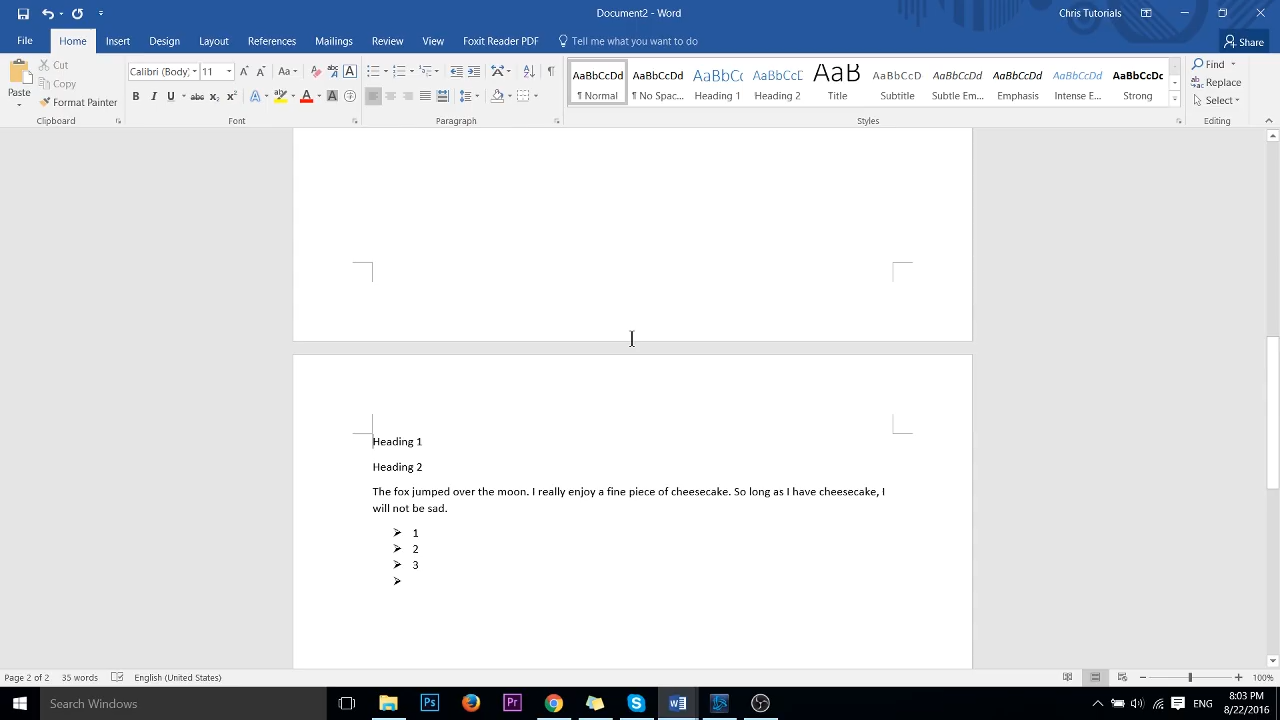 Document2 - Word
Chris Tutorials
File
Home
Insert
Design
Layout
References
Mailings
Review
View
Foxit Reader PDF
Tell me what you want to do
Share
Paste
Cut
Copy
Format Painter
Clipboard
Calibri (Body)
11
Font
Paragraph
AaBbCcDd
¶ Normal
AaBbCcDd
¶ No Spac...
AaBbCc
Heading 1
AaBbCcD
Heading 2
AaB
Title
AaBbCcD
Subtitle
AaBbCcDd
Subtle Em...
AaBbCcDd
Emphasis
AaBbCcDd
Intense E...
AaBbCcDc
Strong
Styles
Find
Replace
Select
Editing
Heading 1
Heading 2
The fox jumped over the moon. I really enjoy a fine piece of cheesecake. So long as I have cheesecake, I
will not be sad.
➢ 1
➢ 2
➢ 3
➢
Page 2 of 2
35 words
English (United States)
100%
Search Windows
Ps
Pr
ENG
8:03 PM
8/22/2016